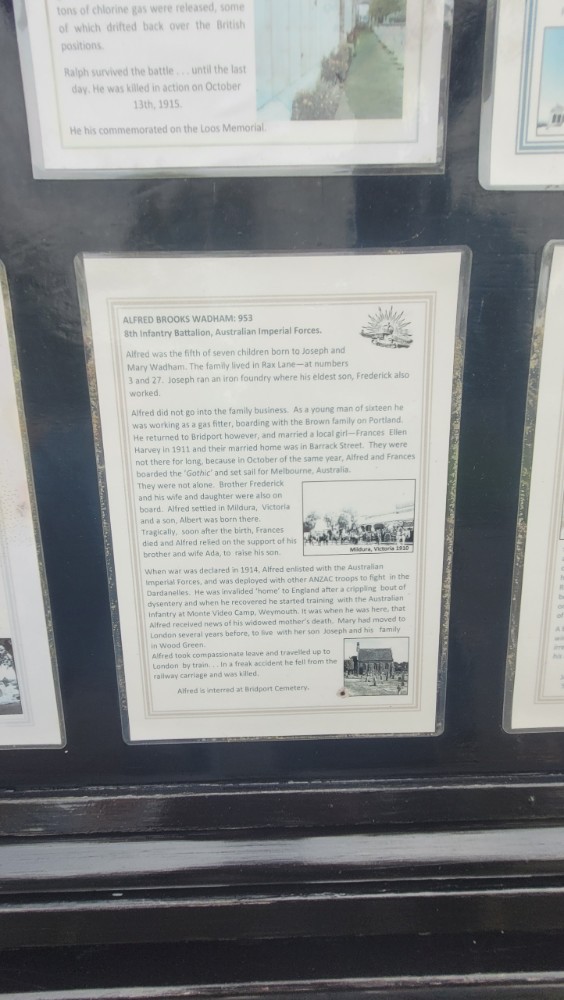 tons of chlorine gas were released, some
of which drifted back over the British
positions.
Ralph survived the battle . . . until the last
day. He was killed in action on October
13th, 1915.
He his commemorated on the Loos Memorial.
ALFRED BROOKS WADHAM: 953
8th Infantry Battalion, Australian Imperial Forces.
Alfred was the fifth of seven children born to Joseph and
Mary Wadham. The family lived in Rax Lane—at numbers
3 and 27. Joseph ran an iron foundry where his eldest son, Frederick also
worked.
Alfred did not go into the family business. As a young man of sixteen he
was working as a gas fitter, boarding with the Brown family on Portland.
He returned to Bridport however, and married a local girl—Frances Ellen
Harvey in 1911 and their married home was in Barrack Street. They were
not there for long, because in October of the same year, Alfred and Frances
boarded the 'Gothic' and set sail for Melbourne, Australia.
They were not alone. Brother Frederick
and his wife and daughter were also on
board. Alfred settled in Mildura, Victoria
and a son, Albert was born there.
Tragically, soon after the birth, Frances
died and Alfred relied on the support of his
brother and wife Ada, to raise his son.
Mildura, Victoria 1910
When war was declared in 1914, Alfred enlisted with the Australian
Imperial Forces, and was deployed with other ANZAC troops to fight in the
Dardanelles. He was invalided 'home' to England after a crippling bout of
dysentery and when he recovered he started training with the Australian
Infantry at Monte Video Camp, Weymouth. It was when he was here, that
Alfred received news of his widowed mother's death. Mary had moved to
London several years before, to live with her son Joseph and his family
in Wood Green.
Alfred took compassionate leave and travelled up to
London by train . . . In a freak accident he fell from the
railway carriage and was killed.
Alfred is interred at Bridport Cemetery.